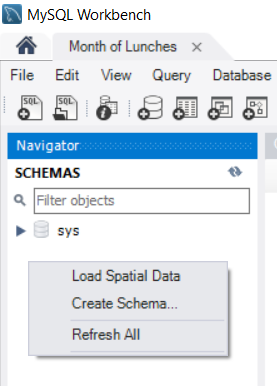 MySQL Workbench
Month of Lunches ×
File Edit View Query Database
SQL SQL
Navigator
SCHEMAS
Filter objects
sys
Load Spatial Data
Create Schema...
Refresh All